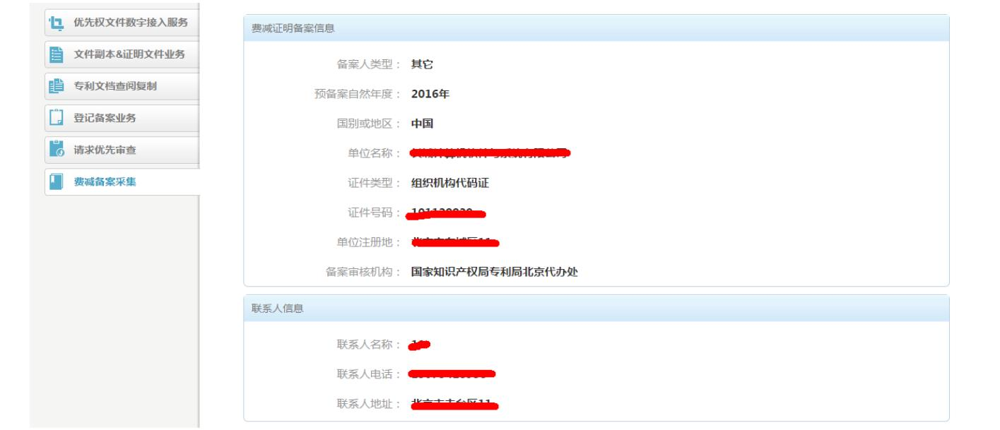 优先权文件数字接入服务
文件副本&证明文件业务
专利文档查阅复制
登记备案业务
请求优先审查
费减备案采集
费减证明备案信息
备案人类型： 其它
预备案自然年度： 2016年
国别或地区： 中国
单位名称：
证件类型： 组织机构代码证
证件号码：
单位注册地：
备案审核机构： 国家知识产权局专利局北京代办处
联系人信息
联系人名称：
联系人电话：
联系人地址：